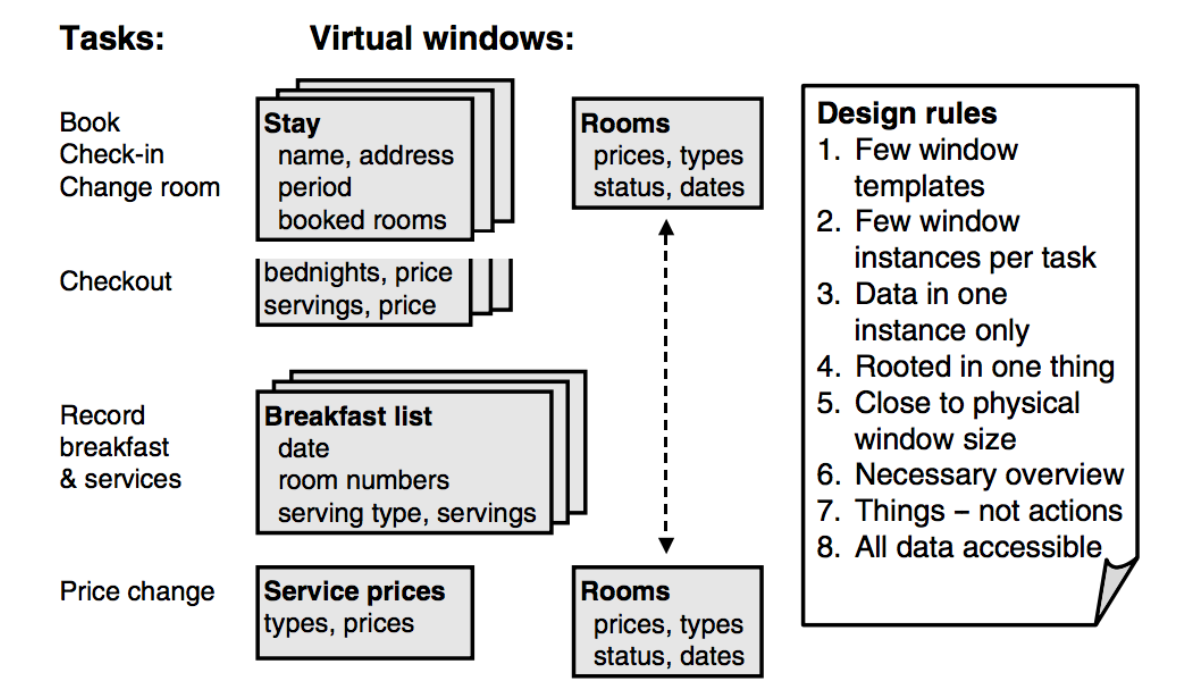 Tasks:
Virtual windows:
Book
Check-in
Change room
Stay
name, address
period
booked rooms
Rooms
prices, types
status, dates
Checkout
bednights, price
servings, price
Record
breakfast
& services
Breakfast list
date
room numbers
serving type, servings
Price change
Service prices
types, prices
Rooms
prices, types
status, dates
Design rules
1. Few window
templates
2. Few window
instances per task
3. Data in one
instance only
4. Rooted in one thing
5. Close to physical
window size
6. Necessary overview
7. Things – not actions
8. All data accessible